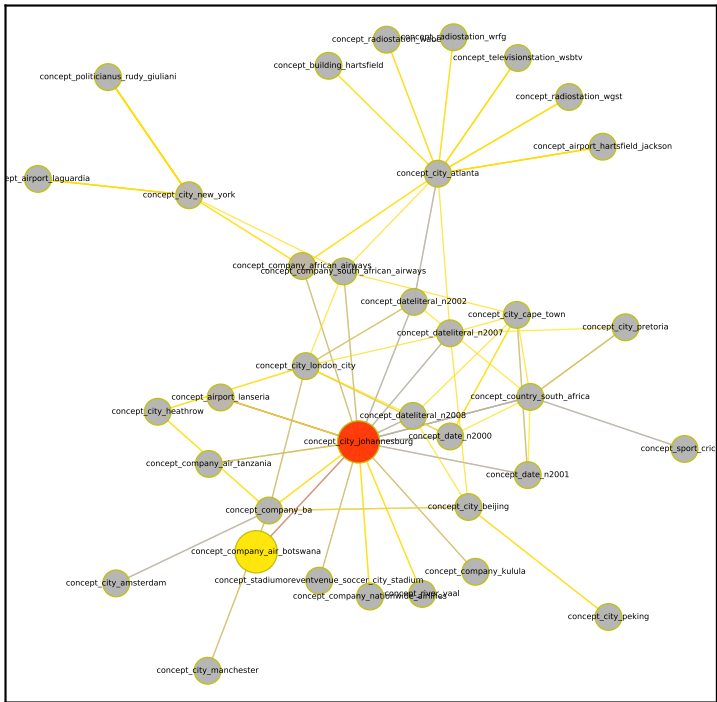 concept_radiostation_wabe
concept_radiostation_wrfg
concept_televisionstation_wsbtv
concept_building_hartsfield
concept_politicianus_rudy_giuliani
concept_radiostation_wgst
concept_airport_hartsfield_jackson
concept_city_atlanta
ept_airport_laguardia
concept_city_new_york
concept_company_african_airways
concept_company_south_african_airways
concept_dateliteral_n2002
concept_city_cape_town
concept_city_pretoria
concept_dateliteral_n2007
concept_city_london_city
concept_country_south_africa
concept_airport_lanseria
concept_city_heathrow
concept_dateliteral_n2008
concept_date_n2000
concept_city_johannesburg
concept_sport_cric
concept_company_air_tanzania
concept_date_n2001
concept_city_beijing
concept_company_ba
concept_company_air_botswana
concept_company_kulula
concept_stadiumoreventvenue_soccer_city_stadium
concept_city_amsterdam
concept_river_vaal
concept_company_nationwide_airlines
concept_city_peking
concept_city_manchester